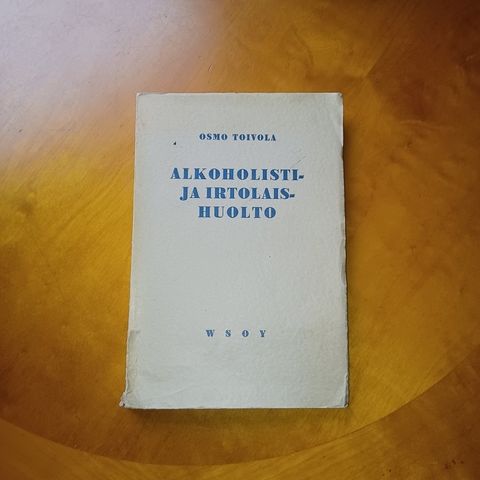 OSMO TOIVOLA
ALKOHOLISTI-
JA IRTOLAIS-
HUOLTO
W S O Y